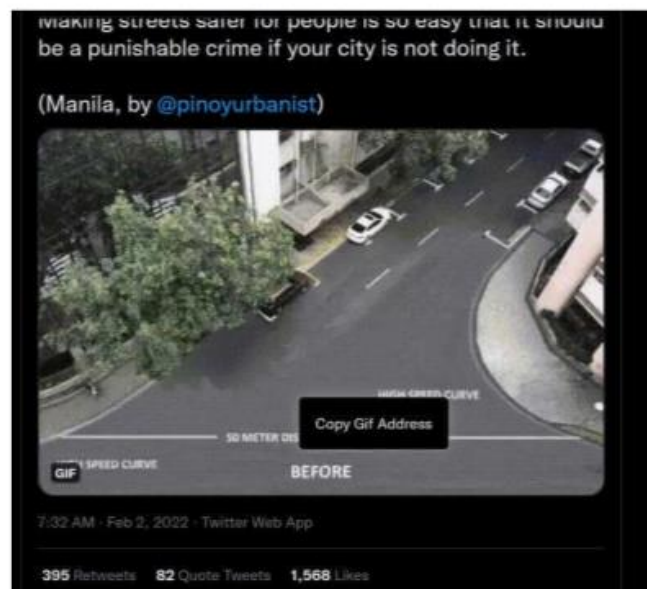 Making streets safer for people is so easy that it should
be a punishable crime if your city is not doing it.
(Manila, by @pinoyurbanist)
HIGH SPEED CURVE
Copy Gif Address
50 METER DIS
SPEED CURVE
GIF
BEFORE
7:32 AM · Feb 2, 2022 · Twitter Web App
395 Retweets 82 Quote Tweets 1,568 Likes